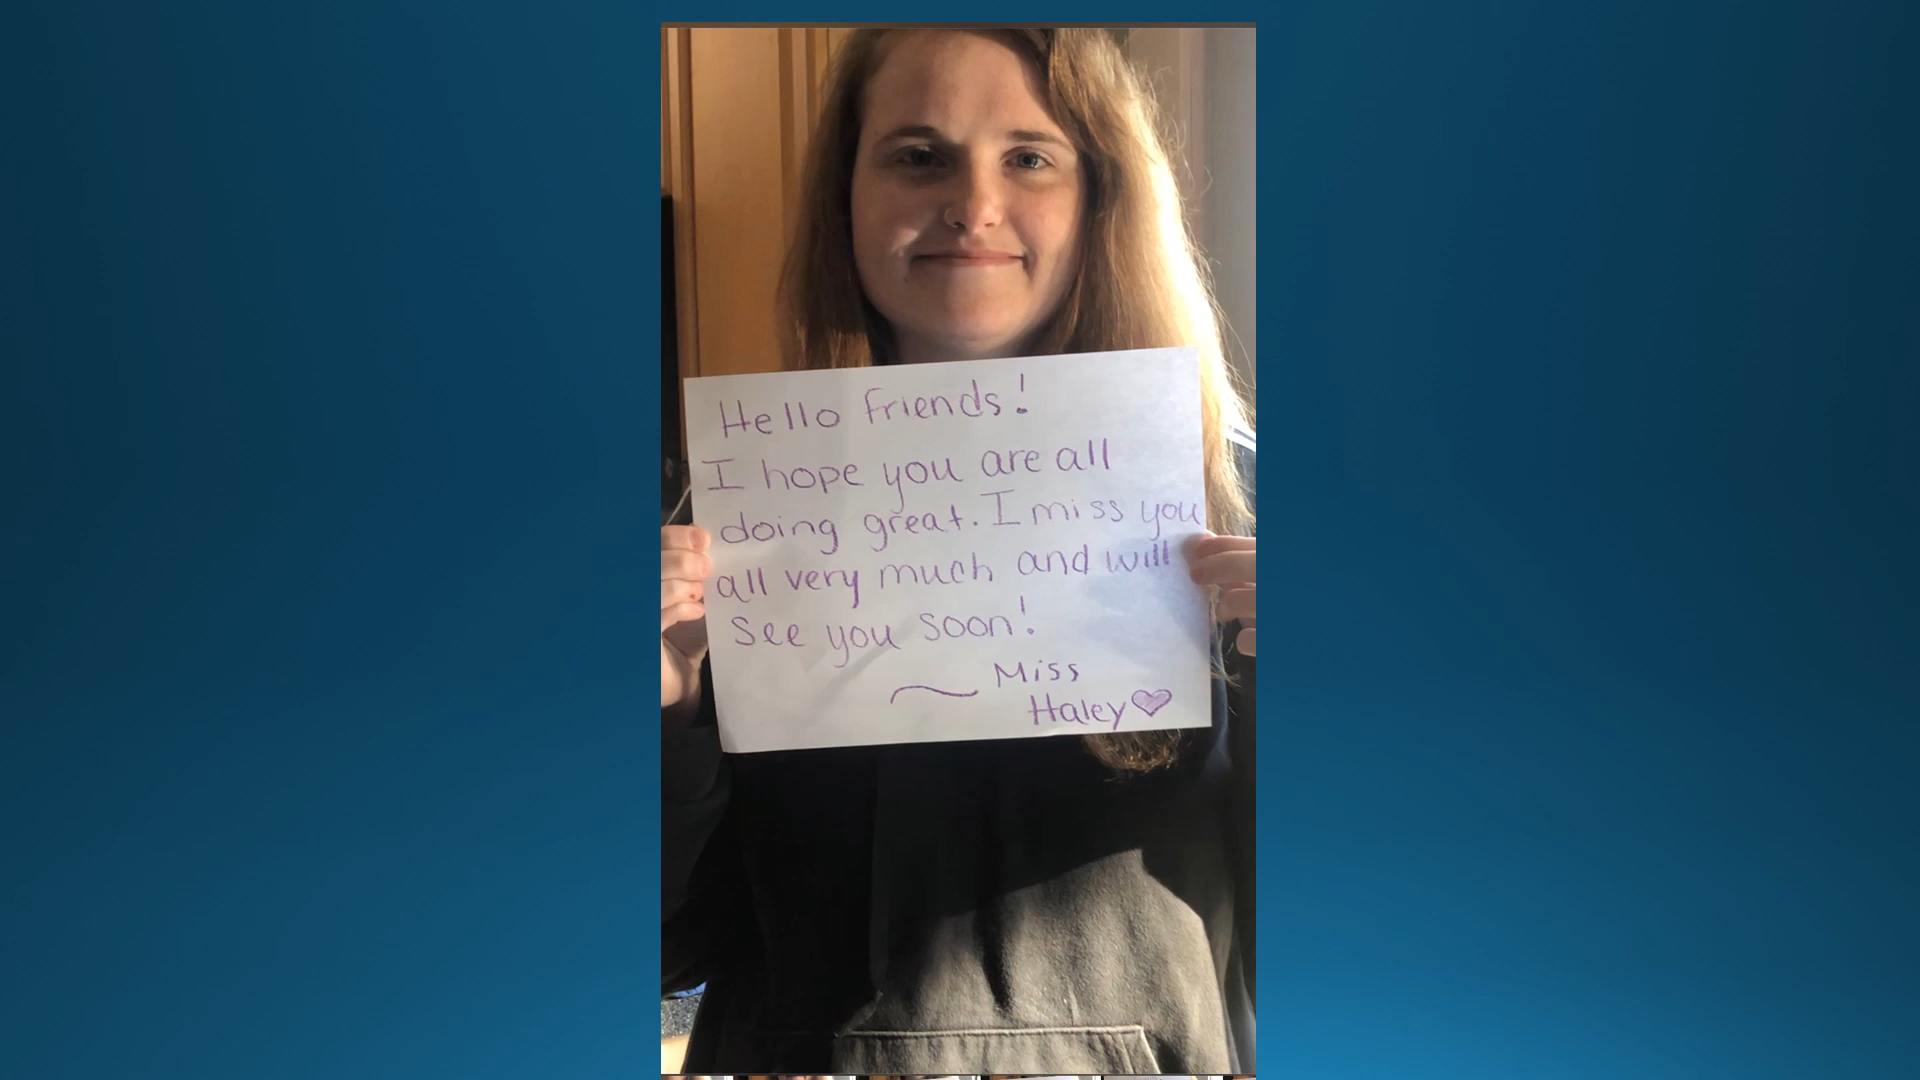 Hello friends!
I hope you are all
doing great. I miss you
all very much and will
see you soon!
~ Miss
Haley♡